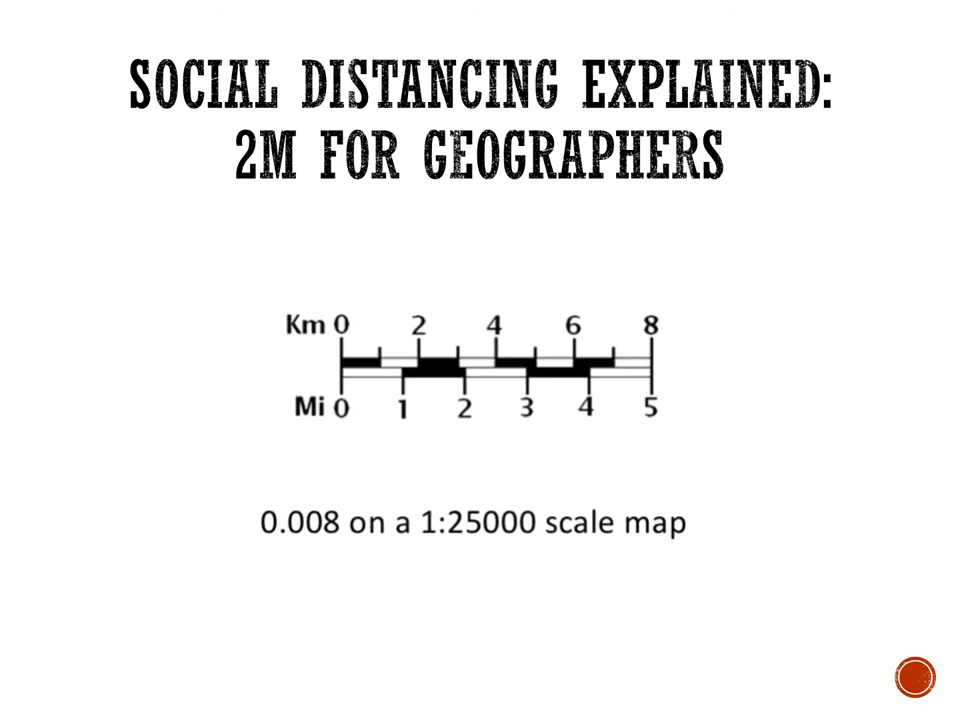 SOCIAL DISTANCING EXPLAINED:
2M FOR GEOGRAPHERS
Km 0 2 4 6 8
Mi 0 1 2 3 4 5
0.008 on a 1:25000 scale map